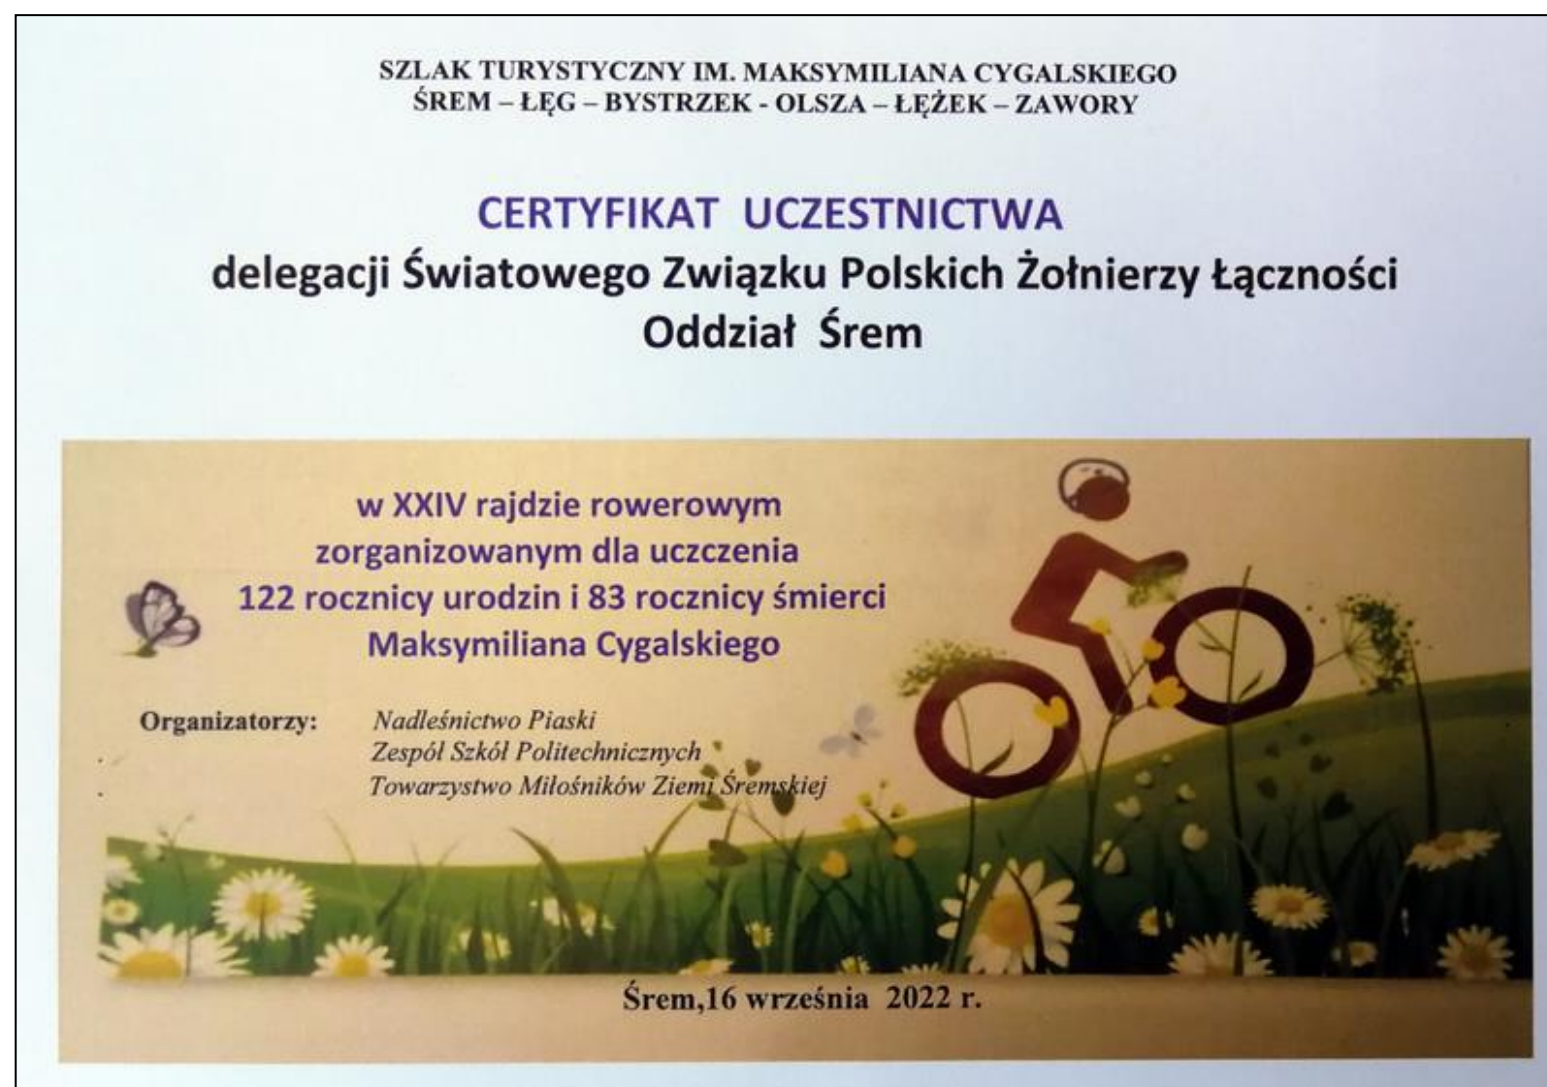 SZLAK TURYSTYCZNY IM. MAKSYMILIANA CYGALSKIEGO
ŚREM – ŁĘG – BYSTRZEK - OLSZA – ŁĘŻEK – ZAWORY
CERTYFIKAT UCZESTNICTWA
delegacji Światowego Związku Polskich Żołnierzy Łączności
Oddział Śrem
w XXIV rajdzie rowerowym
zorganizowanym dla uczczenia
122 rocznicy urodzin i 83 rocznicy śmierci
Maksymiliana Cygalskiego
Organizatorzy: Nadleśnictwo Piaski
Zespół Szkół Politechnicznych
Towarzystwo Miłośników Ziemi Śremskiej
Śrem,16 września 2022 r.